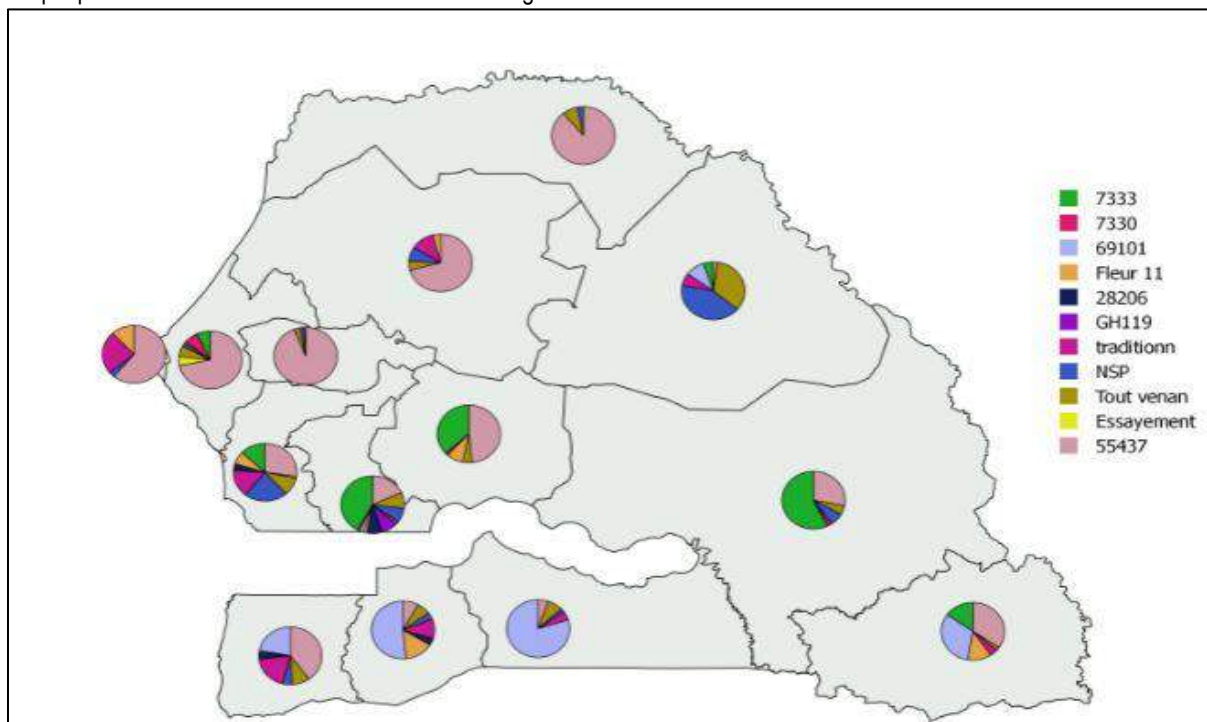 7333
7330
69101
Fleur 11
28206
GH119
traditionn
NSP
Tout venan
Essayement
55437